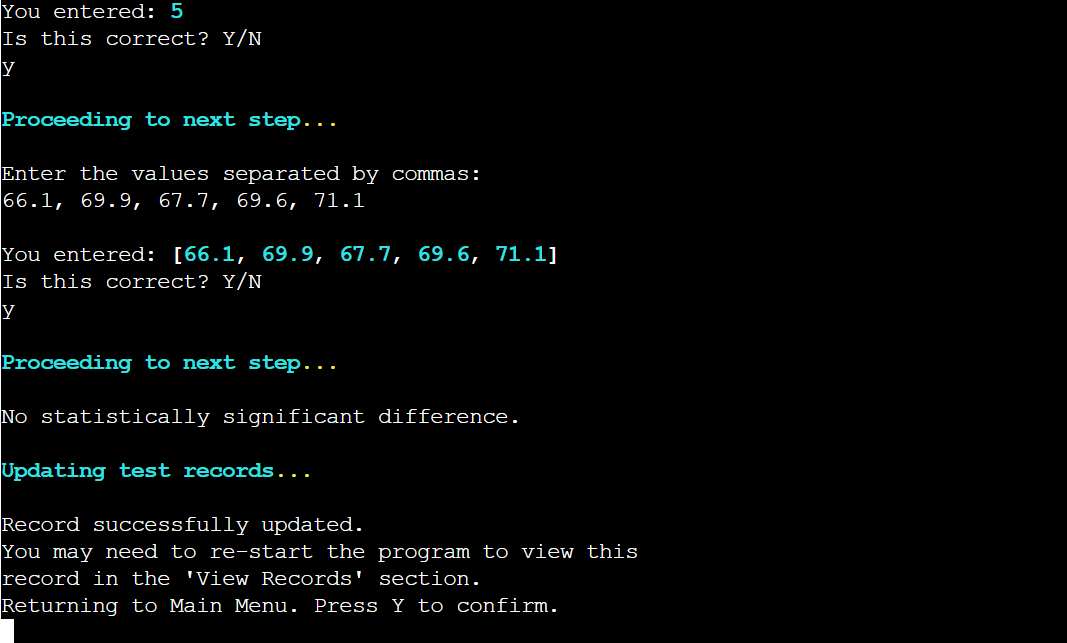 You entered: 5
Is this correct? Y/N
y
Proceeding to next step...
Enter the values separated by commas:
66.1, 69.9, 67.7, 69.6, 71.1
You entered: [66.1, 69.9, 67.7, 69.6, 71.1]
Is this correct? Y/N
y
Proceeding to next step...
No statistically significant difference.
Updating test records...
Record successfully updated.
You may need to re-start the program to view this
record in the 'View Records' section.
Returning to Main Menu. Press Y to confirm.